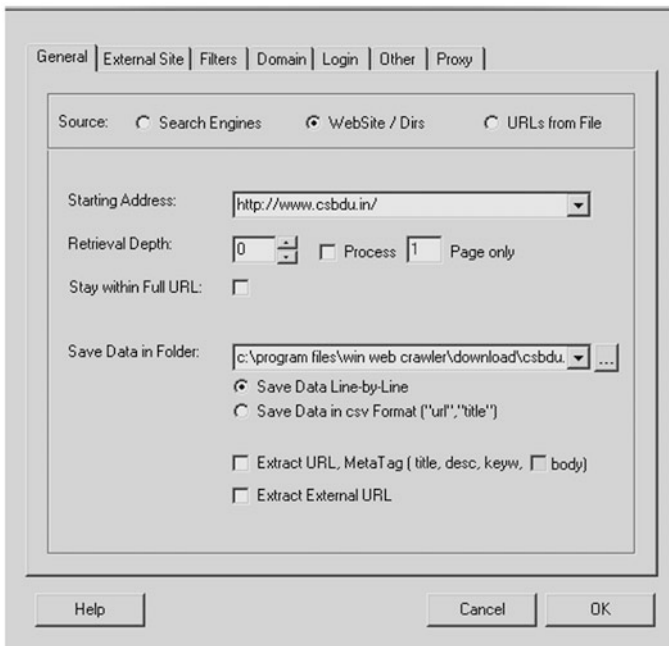 General External Site Filters Domain Login Other Proxy
Source: Search Engines WebSite / Dirs URLs from File
Starting Address: http://www.csbdu.in/
Retrieval Depth: 0 Process 1 Page only
Stay within Full URL:
Save Data in Folder: c:\program files\win web crawler\download\csbdu. ...
Save Data Line-by-Line
Save Data in csv Format ("url","title")
Extract URL, MetaTag ( title, desc, keyw, body)
Extract External URL
Help Cancel OK